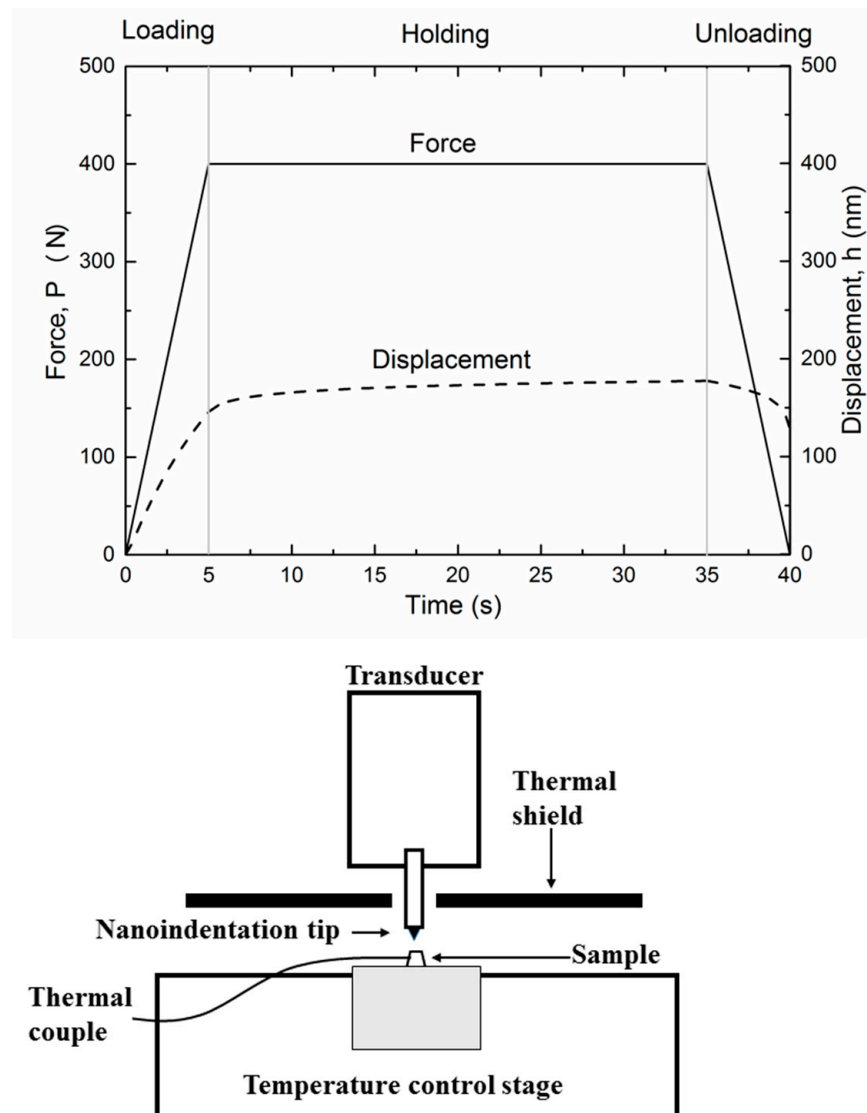 Loading Holding Unloading
500 500
400 400
300 300
200 200
100 100
0 0
Force
Displacement
Force, P ( N)
Displacement, h (nm)
0 5 10 15 20 25 30 35 40
Time (s)
Transducer
Thermal
shield
Nanoindentation tip
Sample
Thermal
couple
Temperature control stage